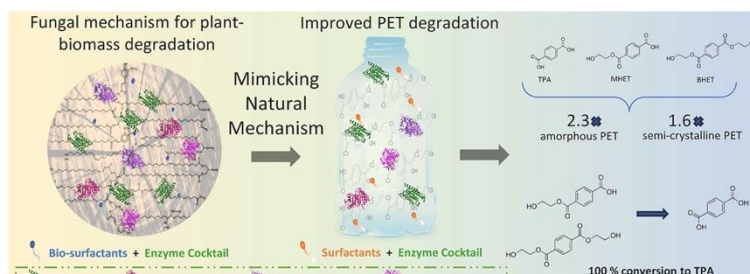 Fungal mechanism for plant-
biomass degradation
Mimicking
Natural
Mechanism
Bio-surfactants + Enzyme Cocktail
Improved PET degradation
Surfactants + Enzyme Cocktail
TPA
MHET
BHET
2.3✖
amorphous PET
1.6✖
semi-crystalline PET
100 % conversion to TPA